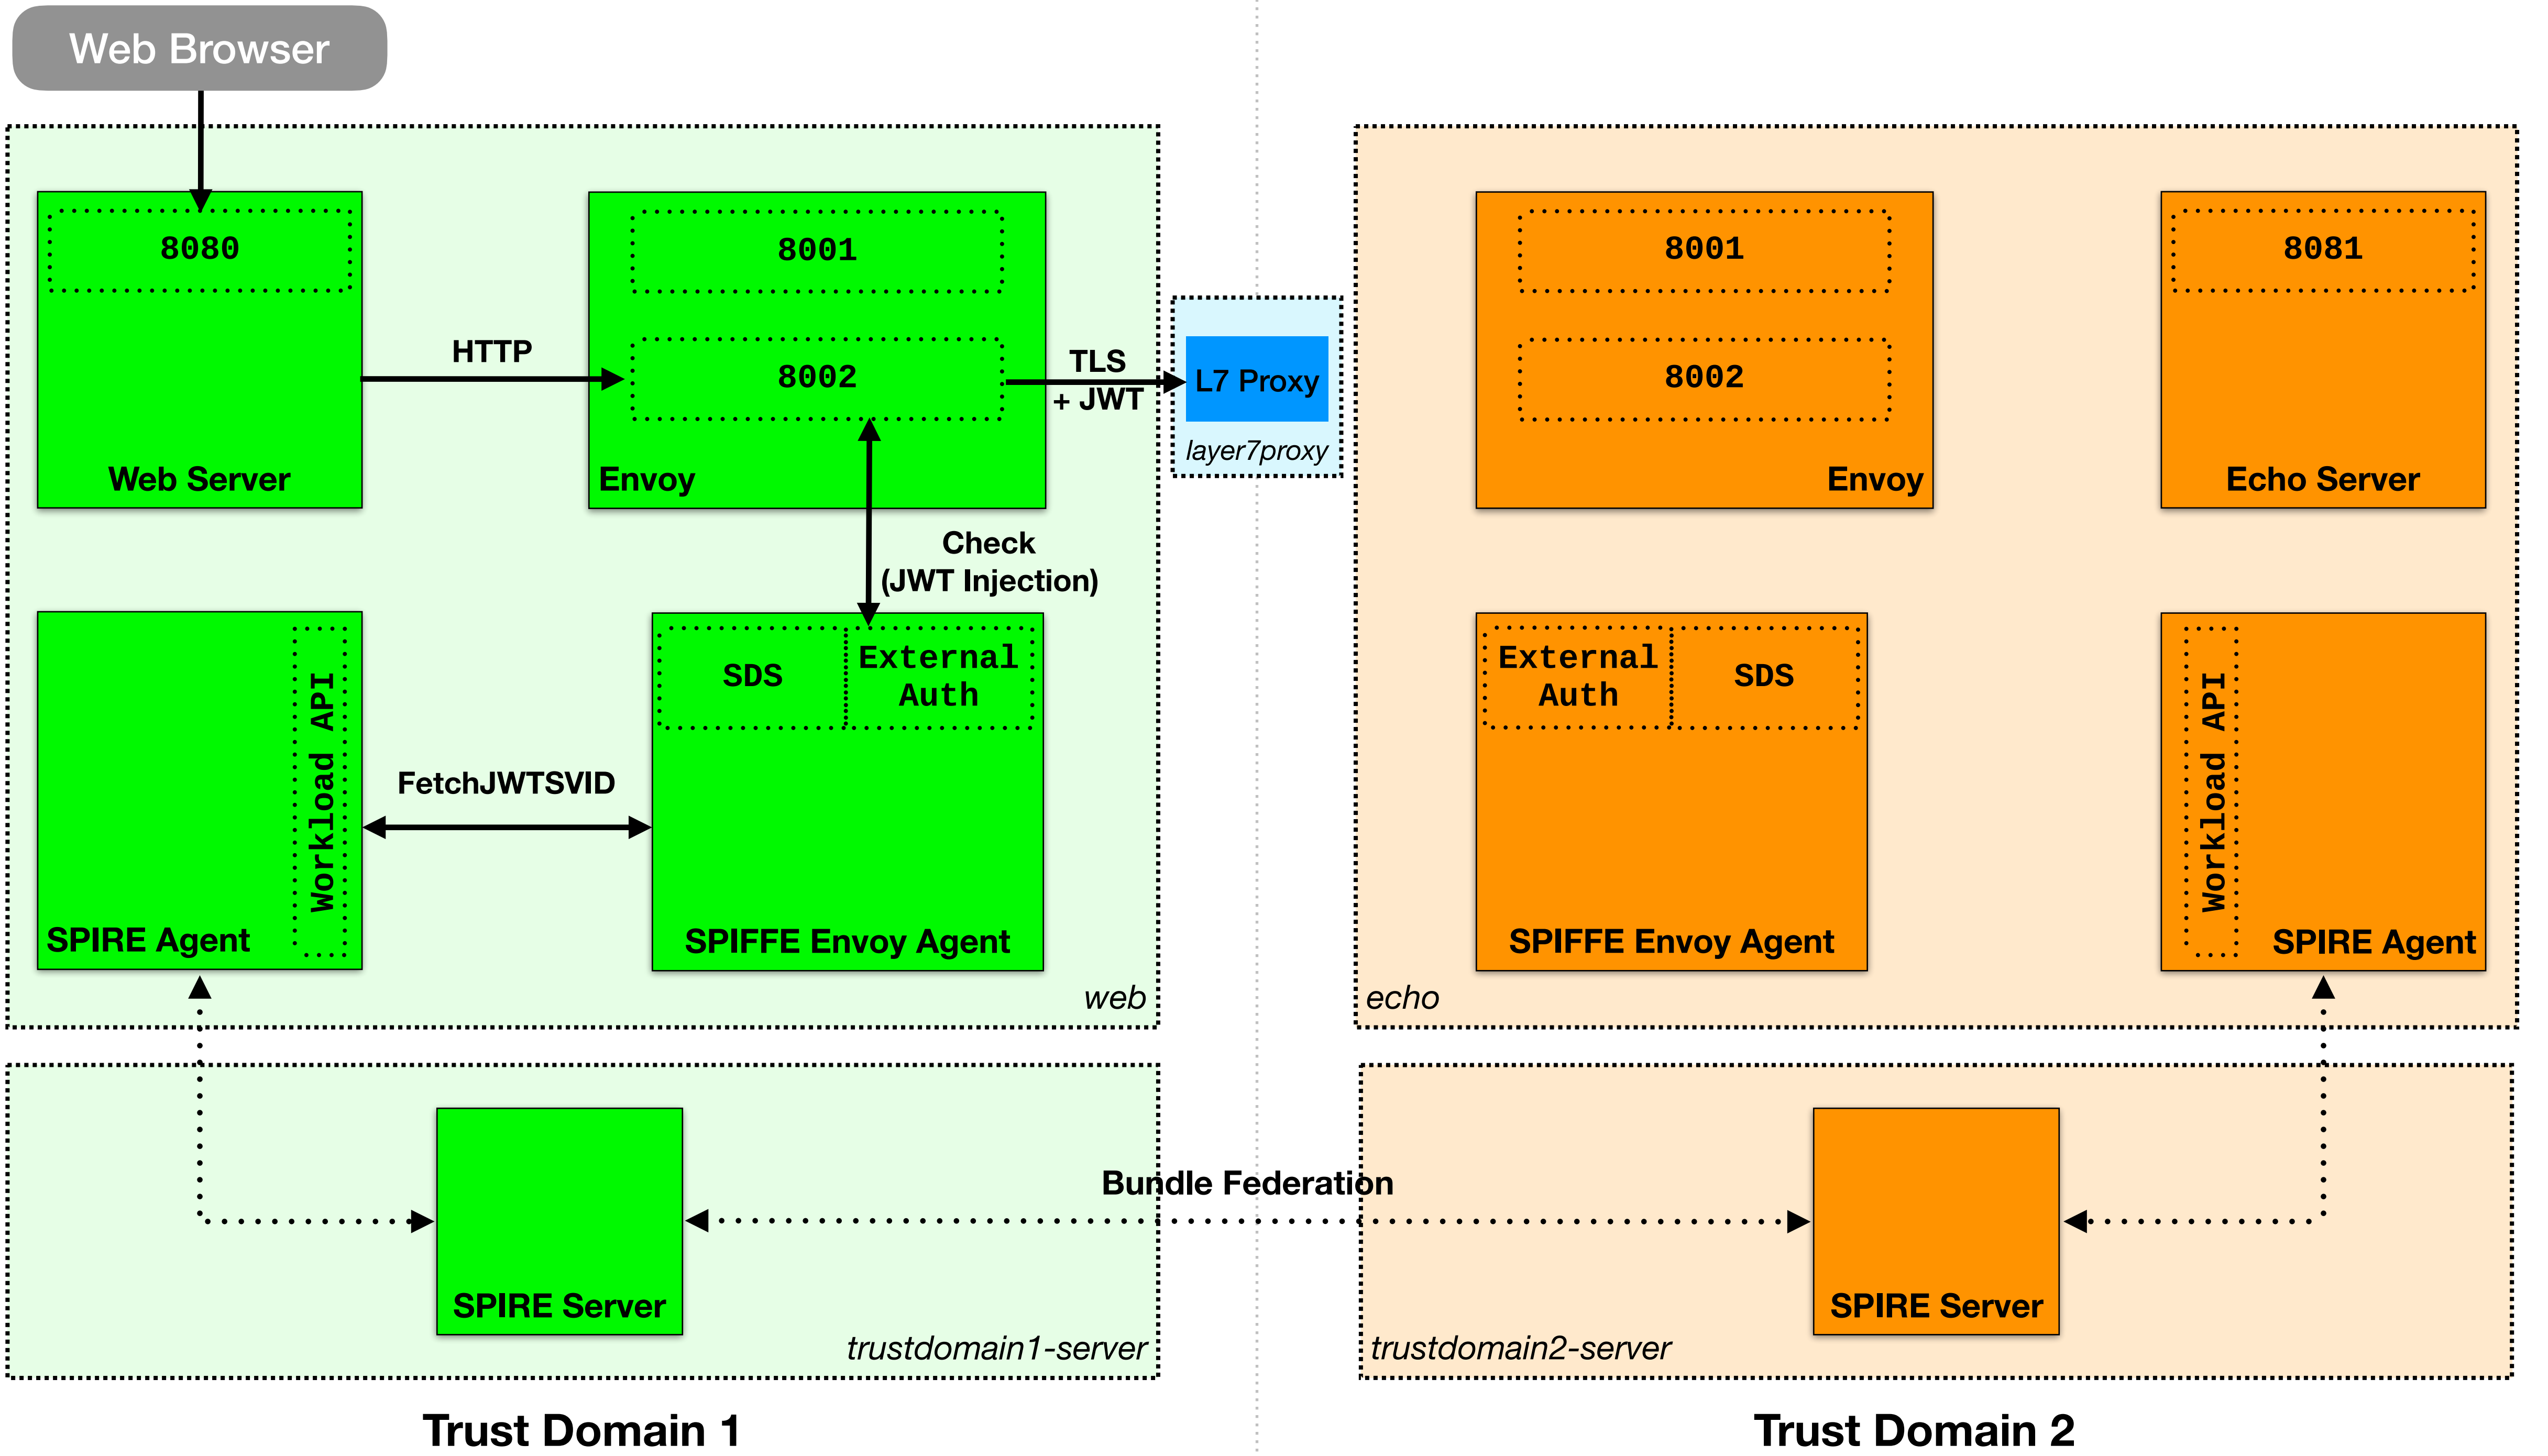 Web Browser
8080
Web Server
HTTP
8001
8002
Envoy
TLS
+ JWT
L7 Proxy
layer7proxy
8001
8002
Envoy
8081
Echo Server
Check
(JWT Injection)
Workload API
SPIRE Agent
FetchJWTSVID
SDS
External
Auth
SPIFFE Envoy Agent
web
External
Auth
SDS
SPIFFE Envoy Agent
Workload API
SPIRE Agent
echo
SPIRE Server
trustdomain1-server
Bundle Federation
SPIRE Server
trustdomain2-server
Trust Domain 1
Trust Domain 2